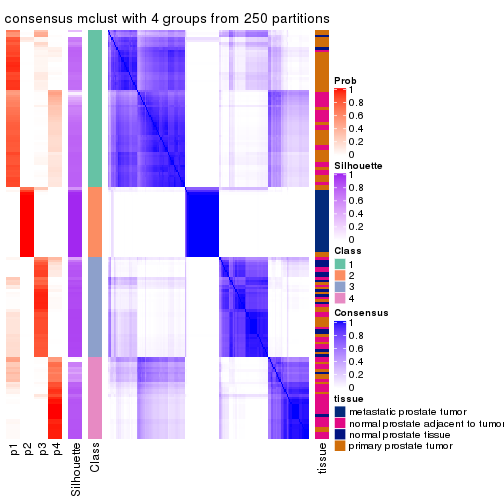 consensus mclust with 4 groups from 250 partitions
Prob
1
0.8
0.6
0.4
0.2
0
Silhouette
1
0.8
0.6
0.4
0.2
0
Class
1
2
3
4
Consensus
1
0.8
0.6
0.4
0.2
0
tissue
metastatic prostate tumor
normal prostate adjacent to tumor
normal prostate tissue
primary prostate tumor
p1
p2
p3
p4
Silhouette
Class
tissue